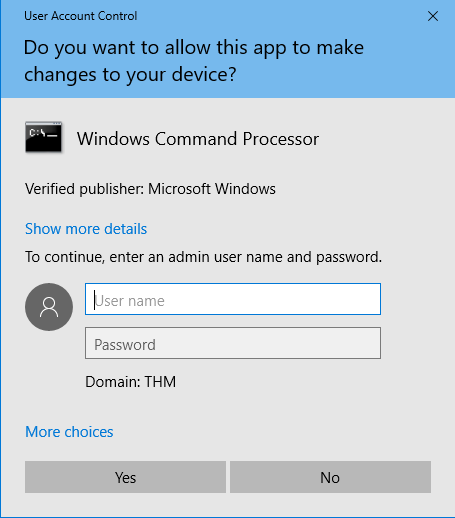 User Account Control
Do you want to allow this app to make
changes to your device?
C:\_
Windows Command Processor
Verified publisher: Microsoft Windows
Show more details
To continue, enter an admin user name and password.
User name
Password
Domain: THM
More choices
Yes
No